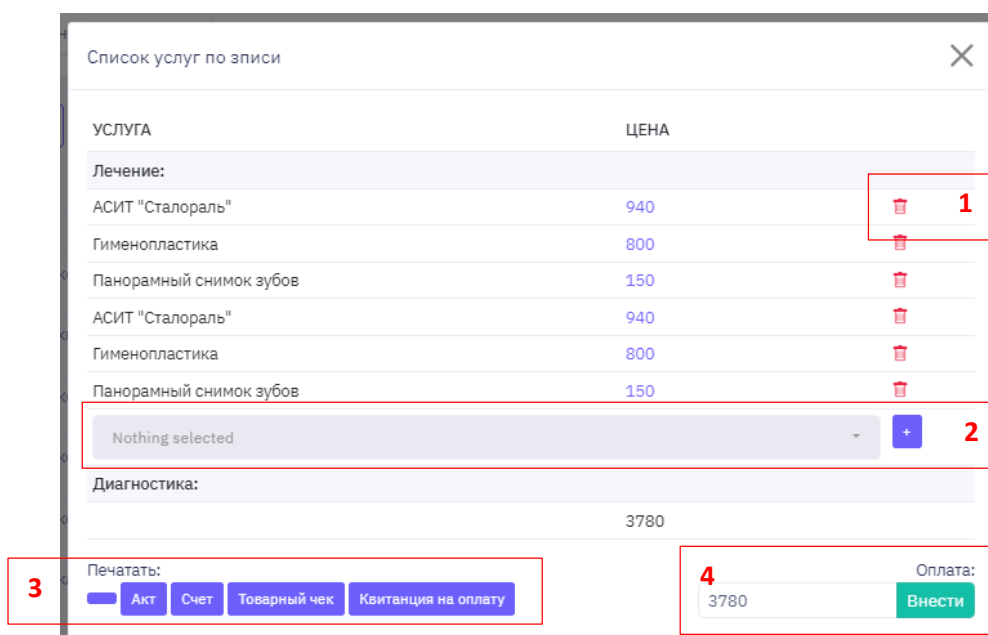 Список услуг по зписи
УСЛУГА ЦЕНА
Лечение:
АСИТ "Сталораль" 940 1
Гименопластика 800
Панорамный снимок зубов 150
АСИТ "Сталораль" 940
Гименопластика 800
Панорамный снимок зубов 150
Nothing selected + 2
Диагностика:
3780
Печатать: Оплата:
3 Акт Счет Товарный чек Квитанция на оплату 4 3780 Внести